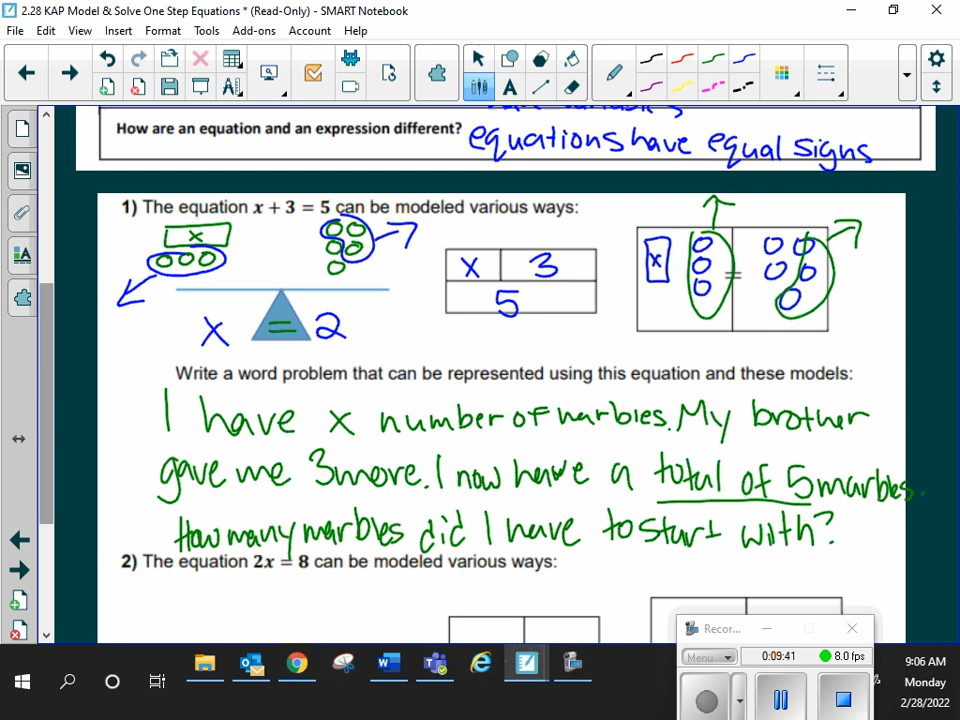 2.28 KAP Model & Solve One Step Equations * (Read-Only) - SMART Notebook
File Edit View Insert Format Tools Add-ons Account Help
How are an equation and an expression different?
equations have equal signs
1) The equation x + 3 = 5 can be modeled various ways:
x
x 3
5
x
=
x = 2
Write a word problem that can be represented using this equation and these models:
I have x number of marbles. My brother
gave me 3 more. I now have a total of 5 marbles.
How many marbles did I have to start with?
2) The equation 2x = 8 can be modeled various ways:
Recor...
Menu
0:09:41
8.0 fps
9:06 AM
Monday
2/28/2022